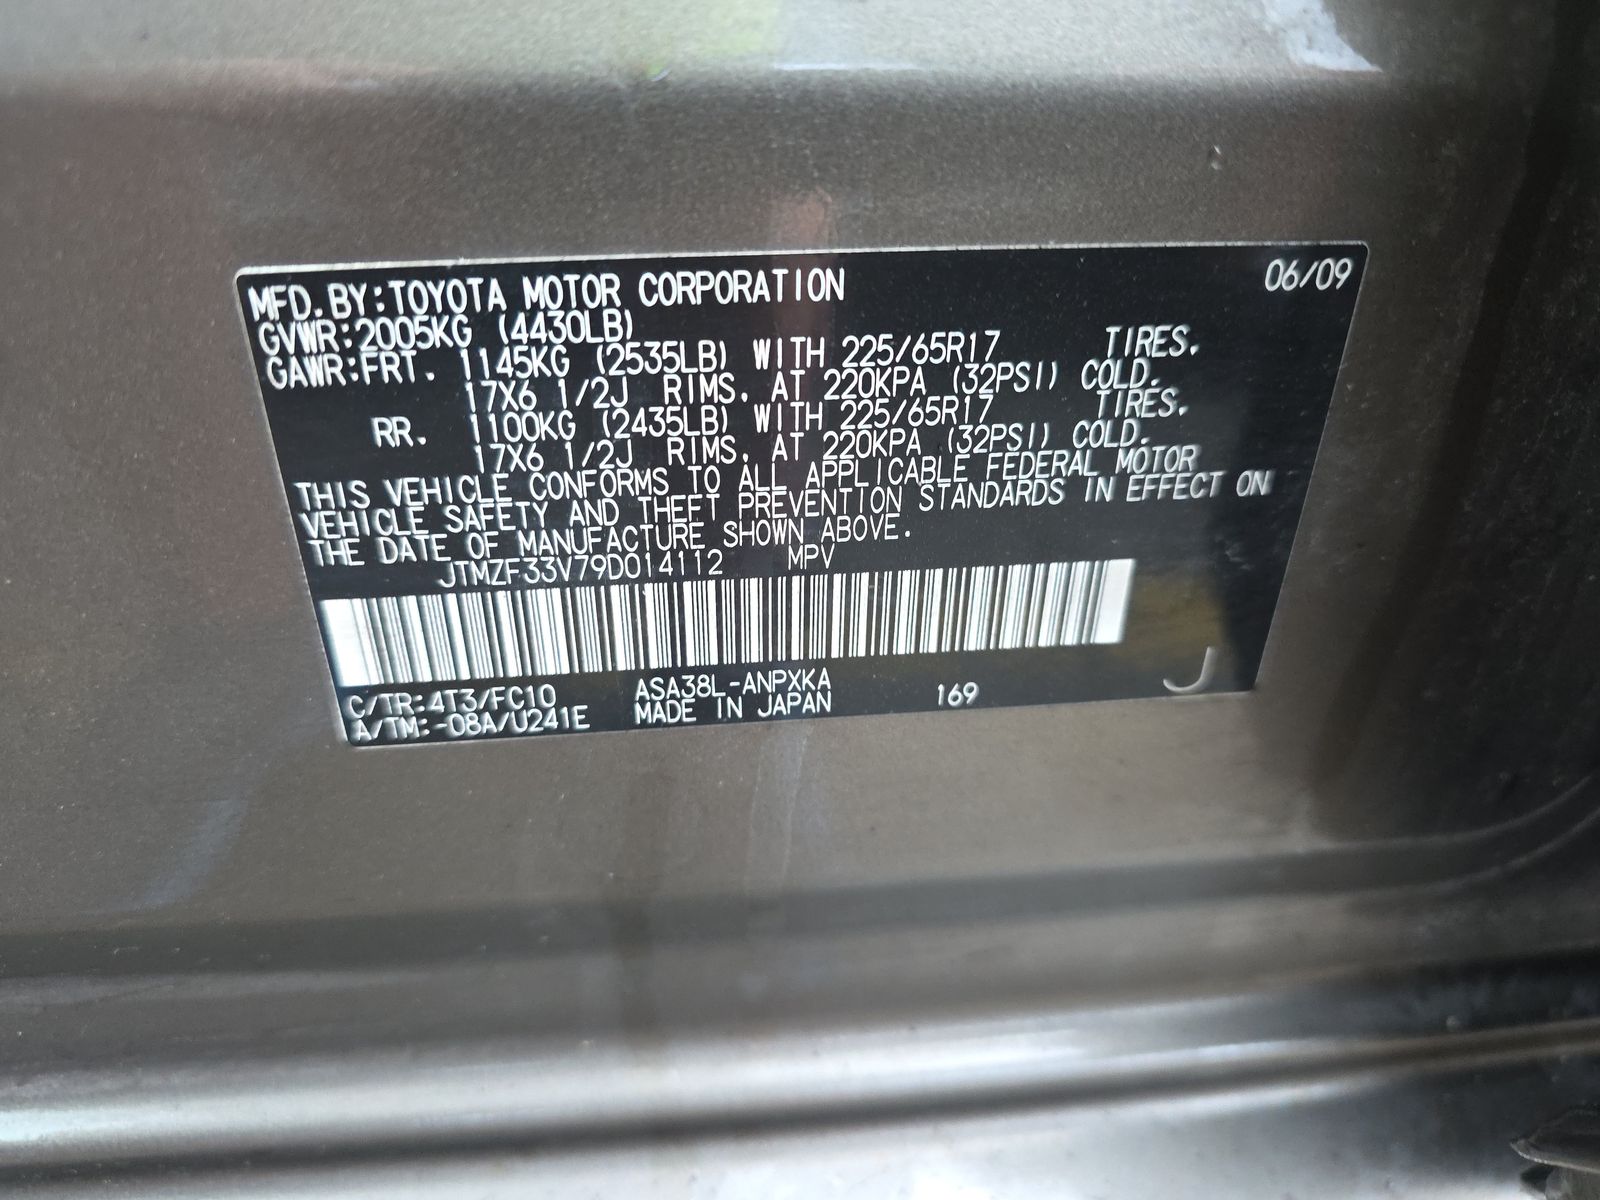 MFD. BY: TOYOTA MOTOR CORPORATION 06/09
GVWR: 2005KG (4430LB)
GAWR: FRT. 1145KG (2535LB) WITH 225/65R17 TIRES.
17X6 1/2J RIMS. AT 220KPA (32PSI) COLD.
RR. 1100KG (2435LB) WITH 225/65R17 TIRES.
17X6 1/2J RIMS. AT 220KPA (32PSI) COLD.
THIS VEHICLE CONFORMS TO ALL APPLICABLE FEDERAL MOTOR
VEHICLE SAFETY AND THEFT PREVENTION STANDARDS IN EFFECT ON
THE DATE OF MANUFACTURE SHOWN ABOVE.
JTMZF33V79D014112 MPV
C/TR: 4T3/FC10 ASA38L-ANPXKA 169 J
A/TM: -08A/U241E MADE IN JAPAN